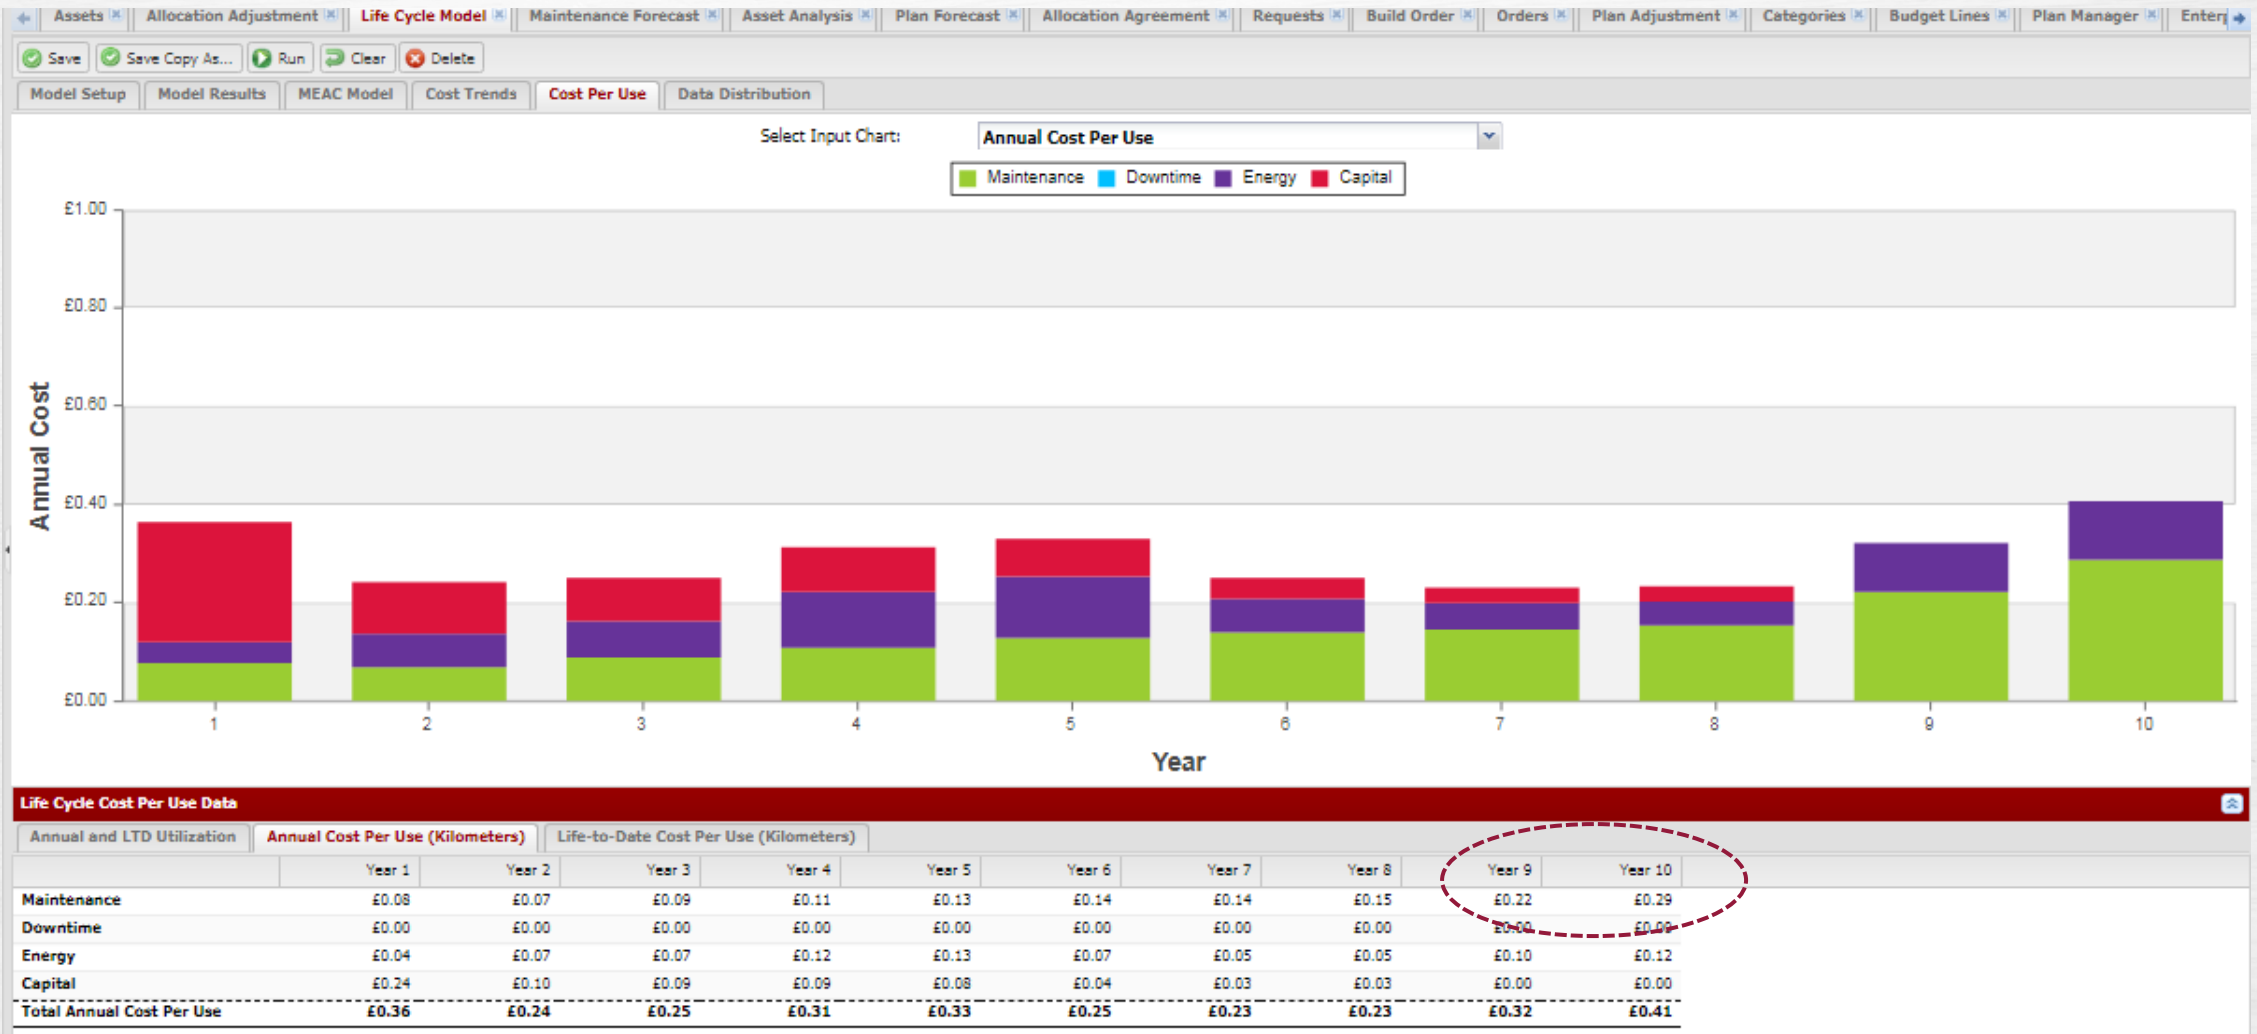 Assets Allocation Adjustment Life Cycle Model Maintenance Forecast Asset Analysis Plan Forecast Allocation Agreement Requests Build Order Orders Plan Adjustment Categories Budget Lines Plan Manager
Save Save Copy As... Run Clear Delete
Model Setup Model Results MEAC Model Cost Trends Cost Per Use Data Distribution
Select Input Chart: Annual Cost Per Use
Maintenance Downtime Energy Capital
£1.00
£0.80
£0.60
£0.40
£0.20
£0.00
Annual Cost
1 2 3 4 5 6 7 8 9 10
Year
Life Cycle Cost Per Use Data
Annual and LTD Utilization Annual Cost Per Use (Kilometers) Life-to-Date Cost Per Use (Kilometers)
Year 1 Year 2 Year 3 Year 4 Year 5 Year 6 Year 7 Year 8 Year 9 Year 10
Maintenance £0.08 £0.07 £0.09 £0.11 £0.13 £0.14 £0.14 £0.15 £0.22 £0.29
Downtime £0.00 £0.00 £0.00 £0.00 £0.00 £0.00 £0.00 £0.00 £0.00 £0.00
Energy £0.04 £0.07 £0.07 £0.12 £0.13 £0.07 £0.05 £0.05 £0.10 £0.12
Capital £0.24 £0.10 £0.09 £0.09 £0.08 £0.04 £0.03 £0.03 £0.00 £0.00
Total Annual Cost Per Use £0.36 £0.24 £0.25 £0.31 £0.33 £0.25 £0.23 £0.23 £0.32 £0.41